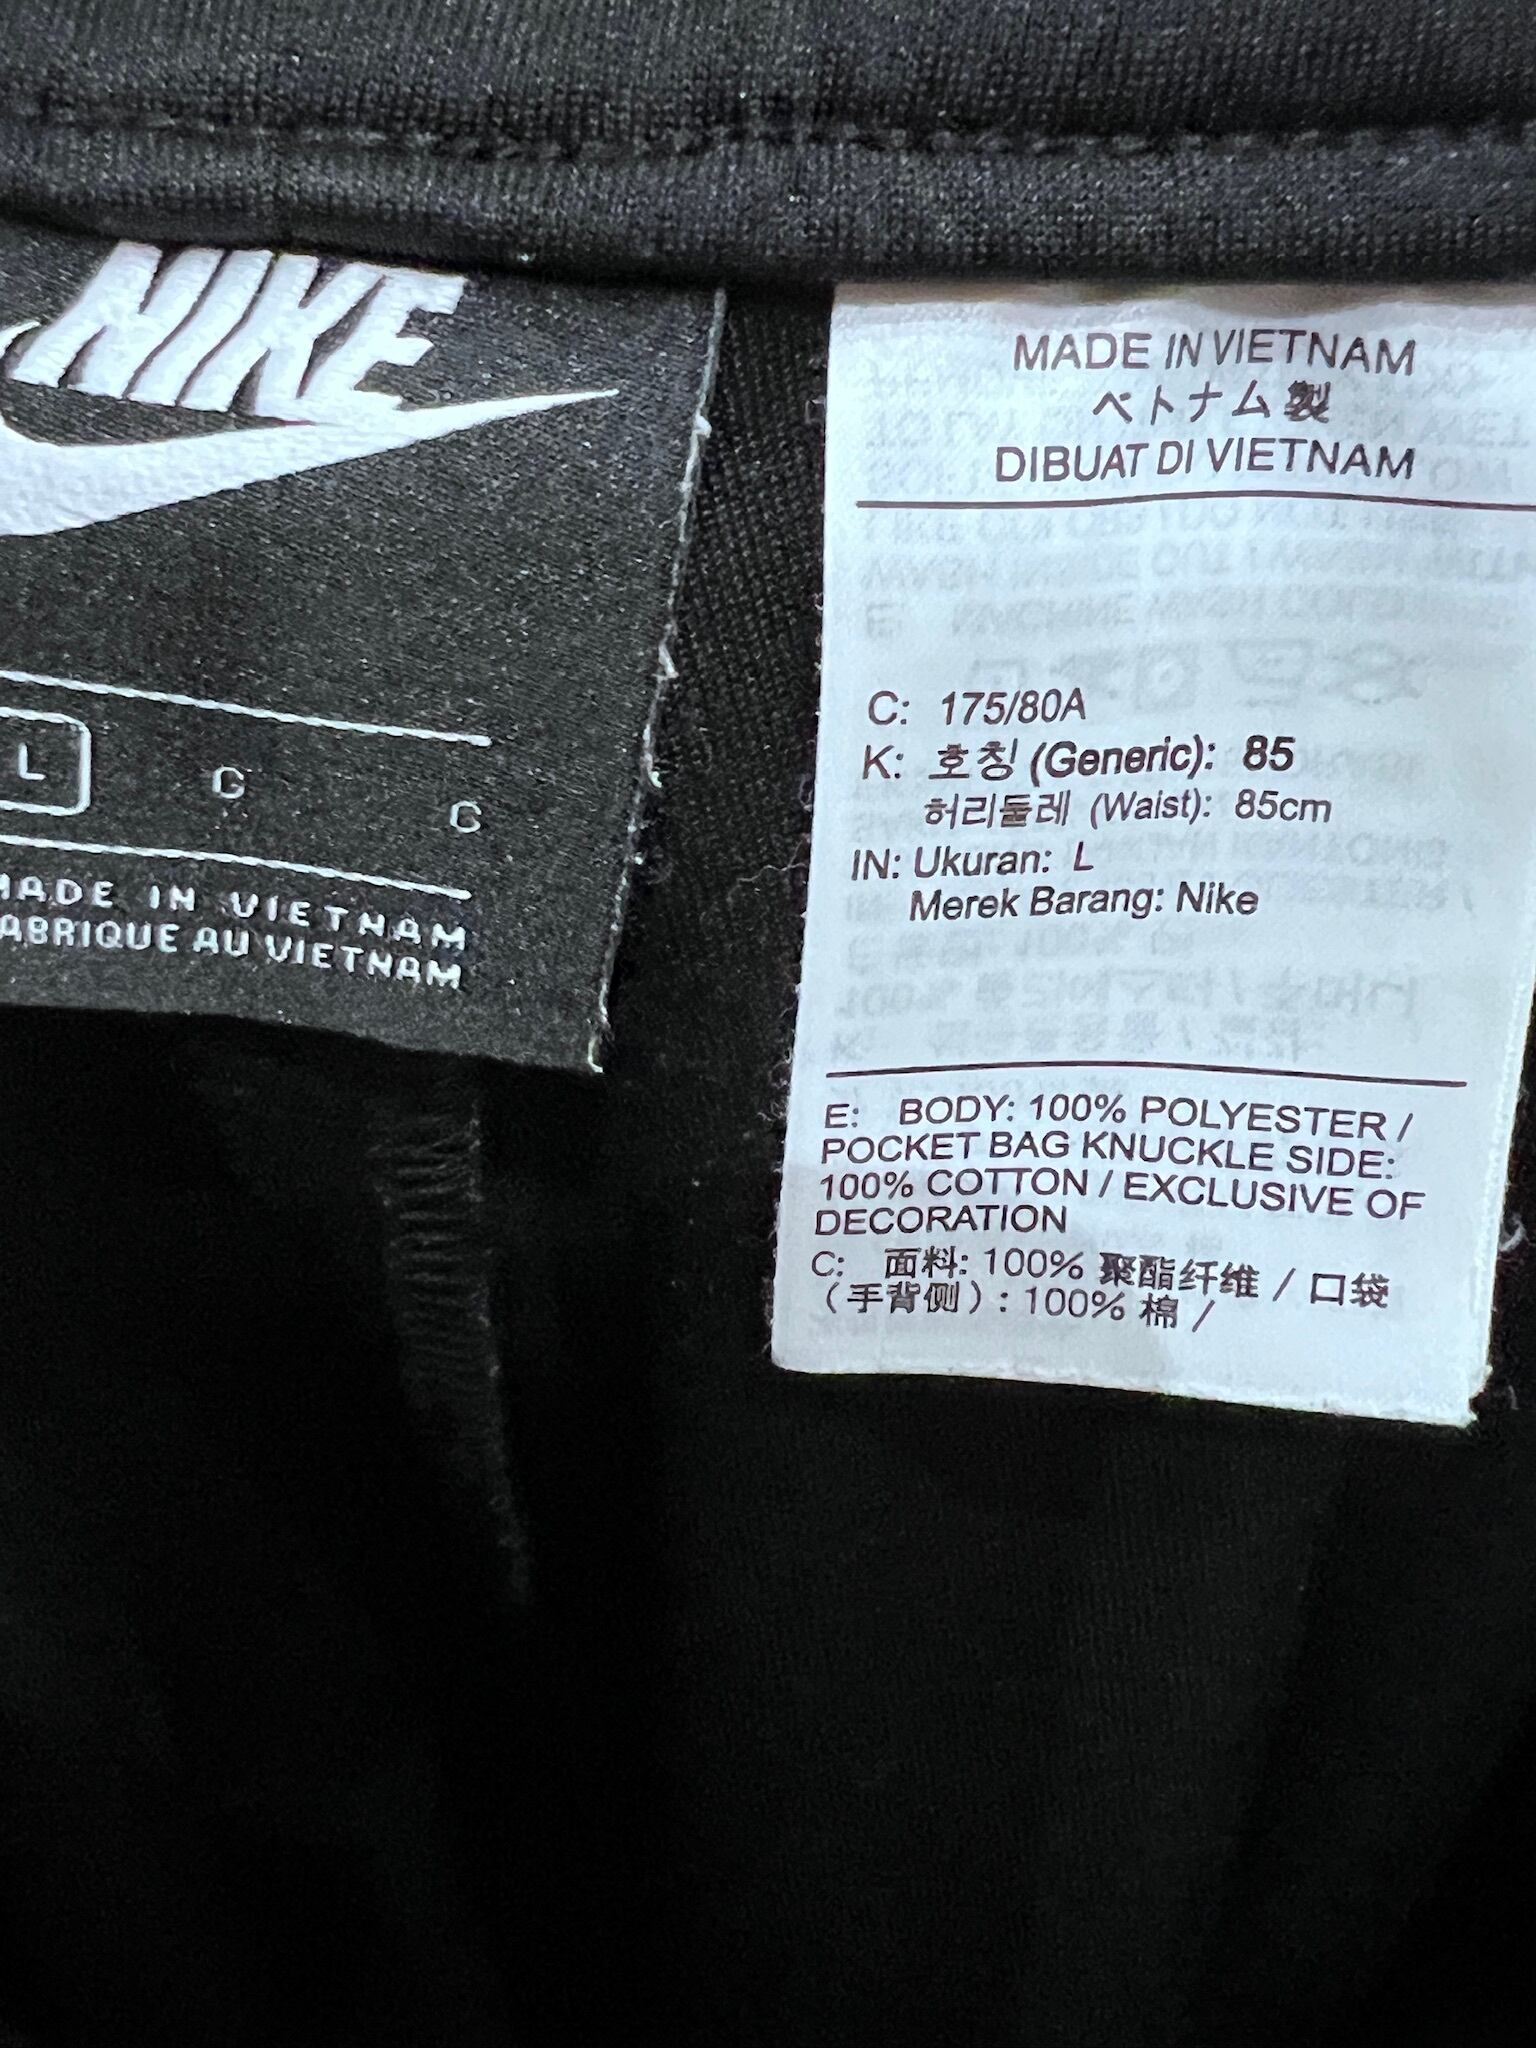 NIKE
L G G
MADE IN VIETNAM
FABRIQUE AU VIETNAM
MADE IN VIETNAM
ベトナム製
DIBUAT DI VIETNAM
C: 175/80A
K: 호칭 (Generic): 85
허리둘레 (Waist): 85cm
IN: Ukuran: L
Merek Barang: Nike
E: BODY: 100% POLYESTER /
POCKET BAG KNUCKLE SIDE:
100% COTTON / EXCLUSIVE OF
DECORATION
C: 面料: 100% 聚酯纤维 / 口袋
(手背侧) : 100% 棉 /